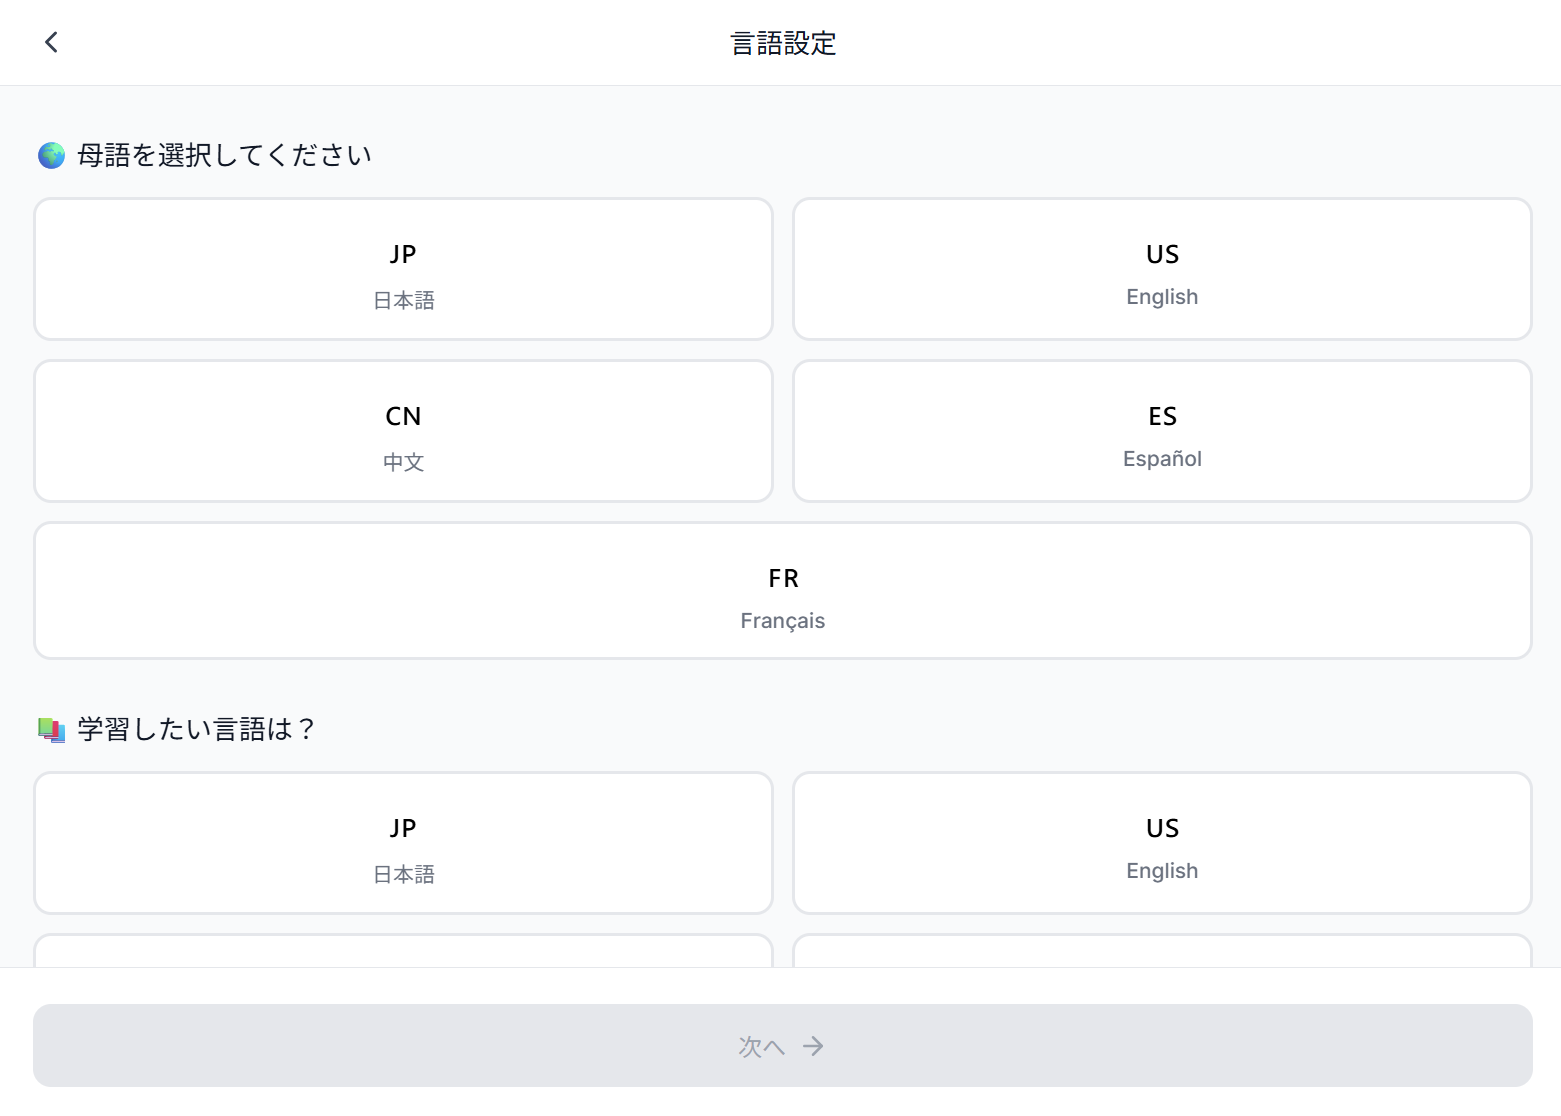 言語設定
母語を選択してください
JP
日本語
US
English
CN
中文
ES
Español
FR
Français
学習したい言語は？
JP
日本語
US
English
次へ